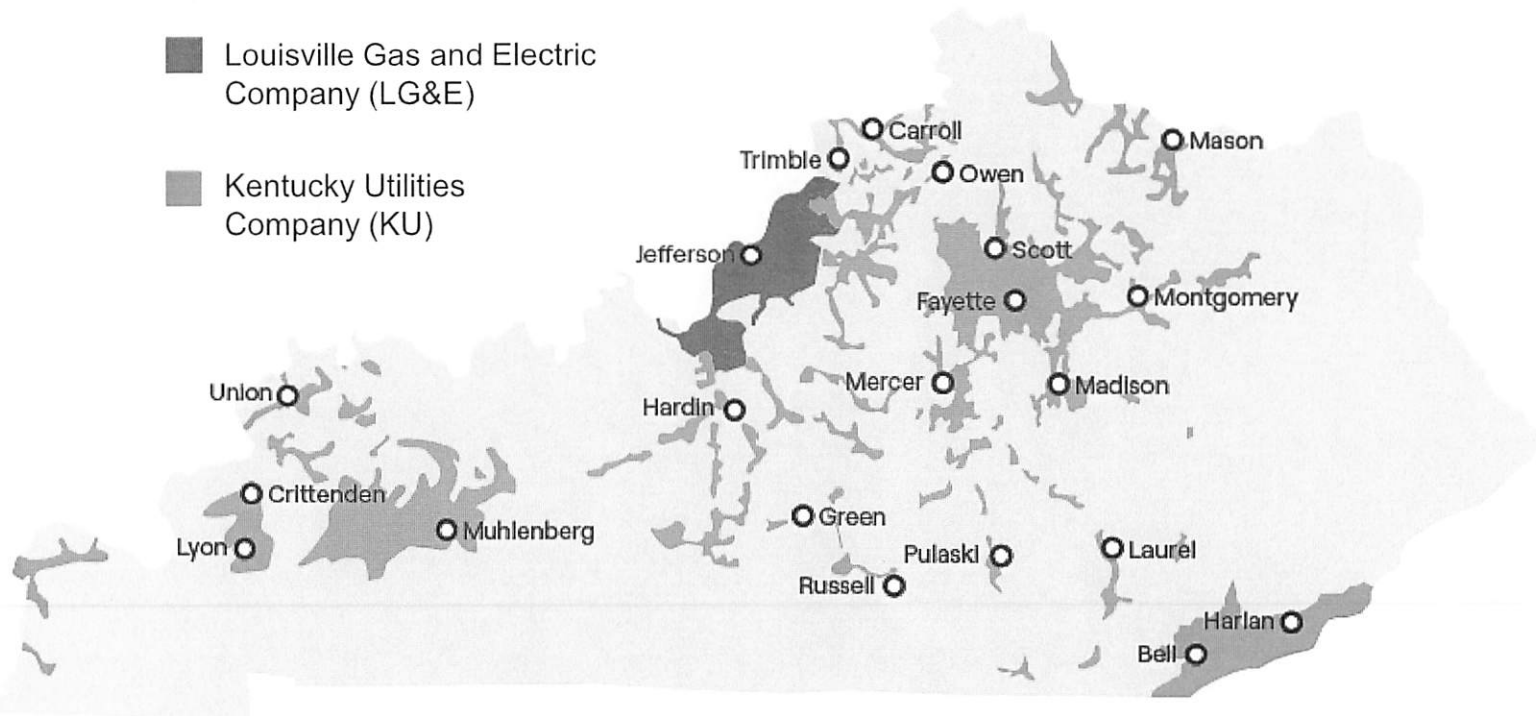 Louisville Gas and Electric
Company (LG&E)
Kentucky Utilities
Company (KU)
Carroll
Trimble
Owen
Mason
Jefferson
Scott
Fayette
Montgomery
Union
Mercer
Madison
Hardin
Crittenden
Muhlenberg
Green
Lyon
Pulaski
Laurel
Russell
Harlan
Bell